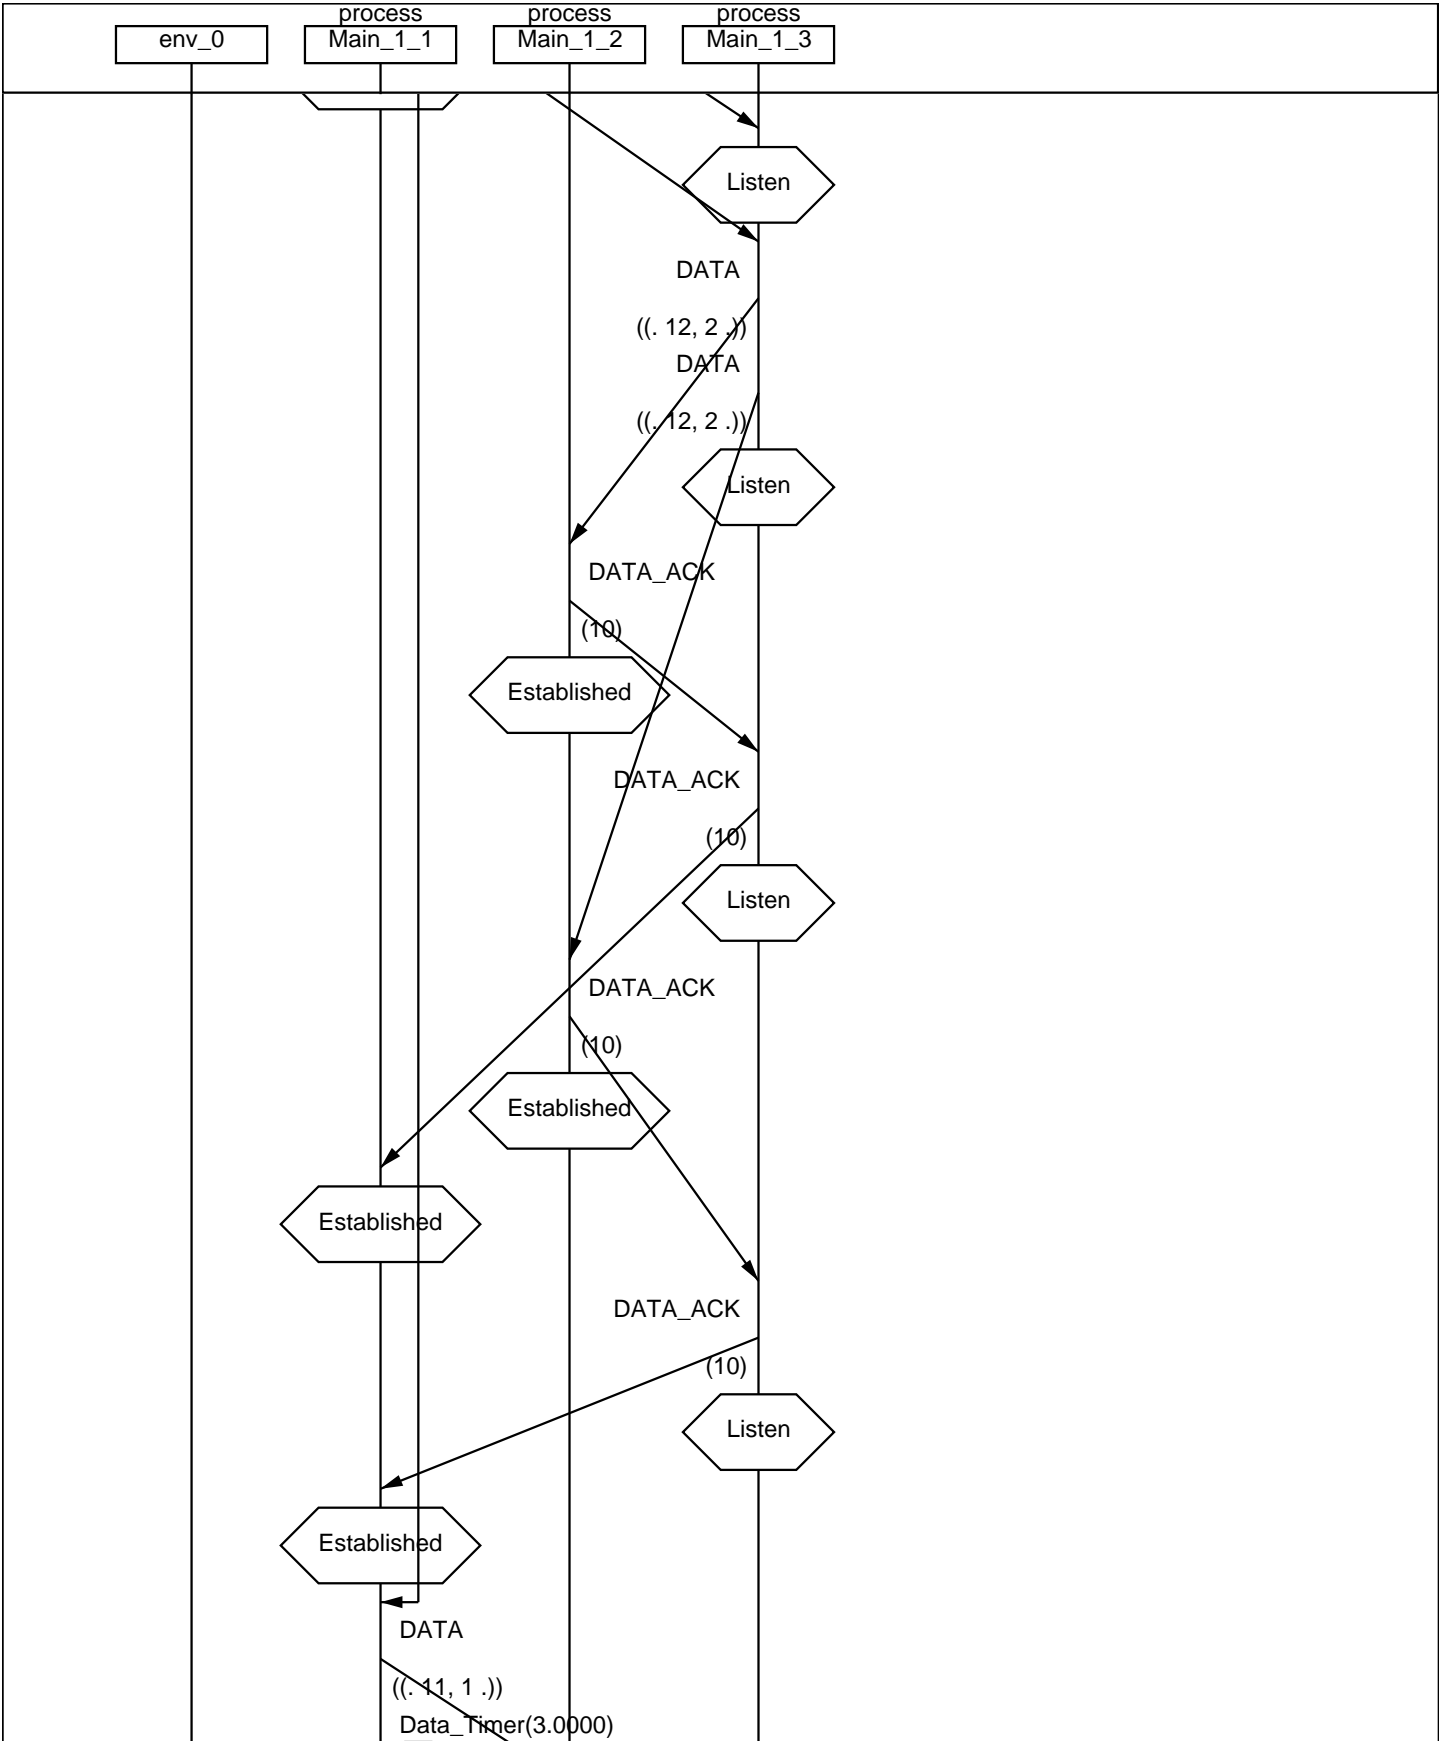 process
process
process
env_0
Main_1_1
Main_1_2
Main_1_3
Listen
DATA
((. 12, 2 .))
DATA
((. 12, 2 .))
Listen
DATA_ACK
(10)
Established
DATA_ACK
(10)
Listen
DATA_ACK
(10)
Established
Established
DATA_ACK
(10)
Listen
Established
DATA
((. 11, 1 .))
Data_Timer(3.0000)